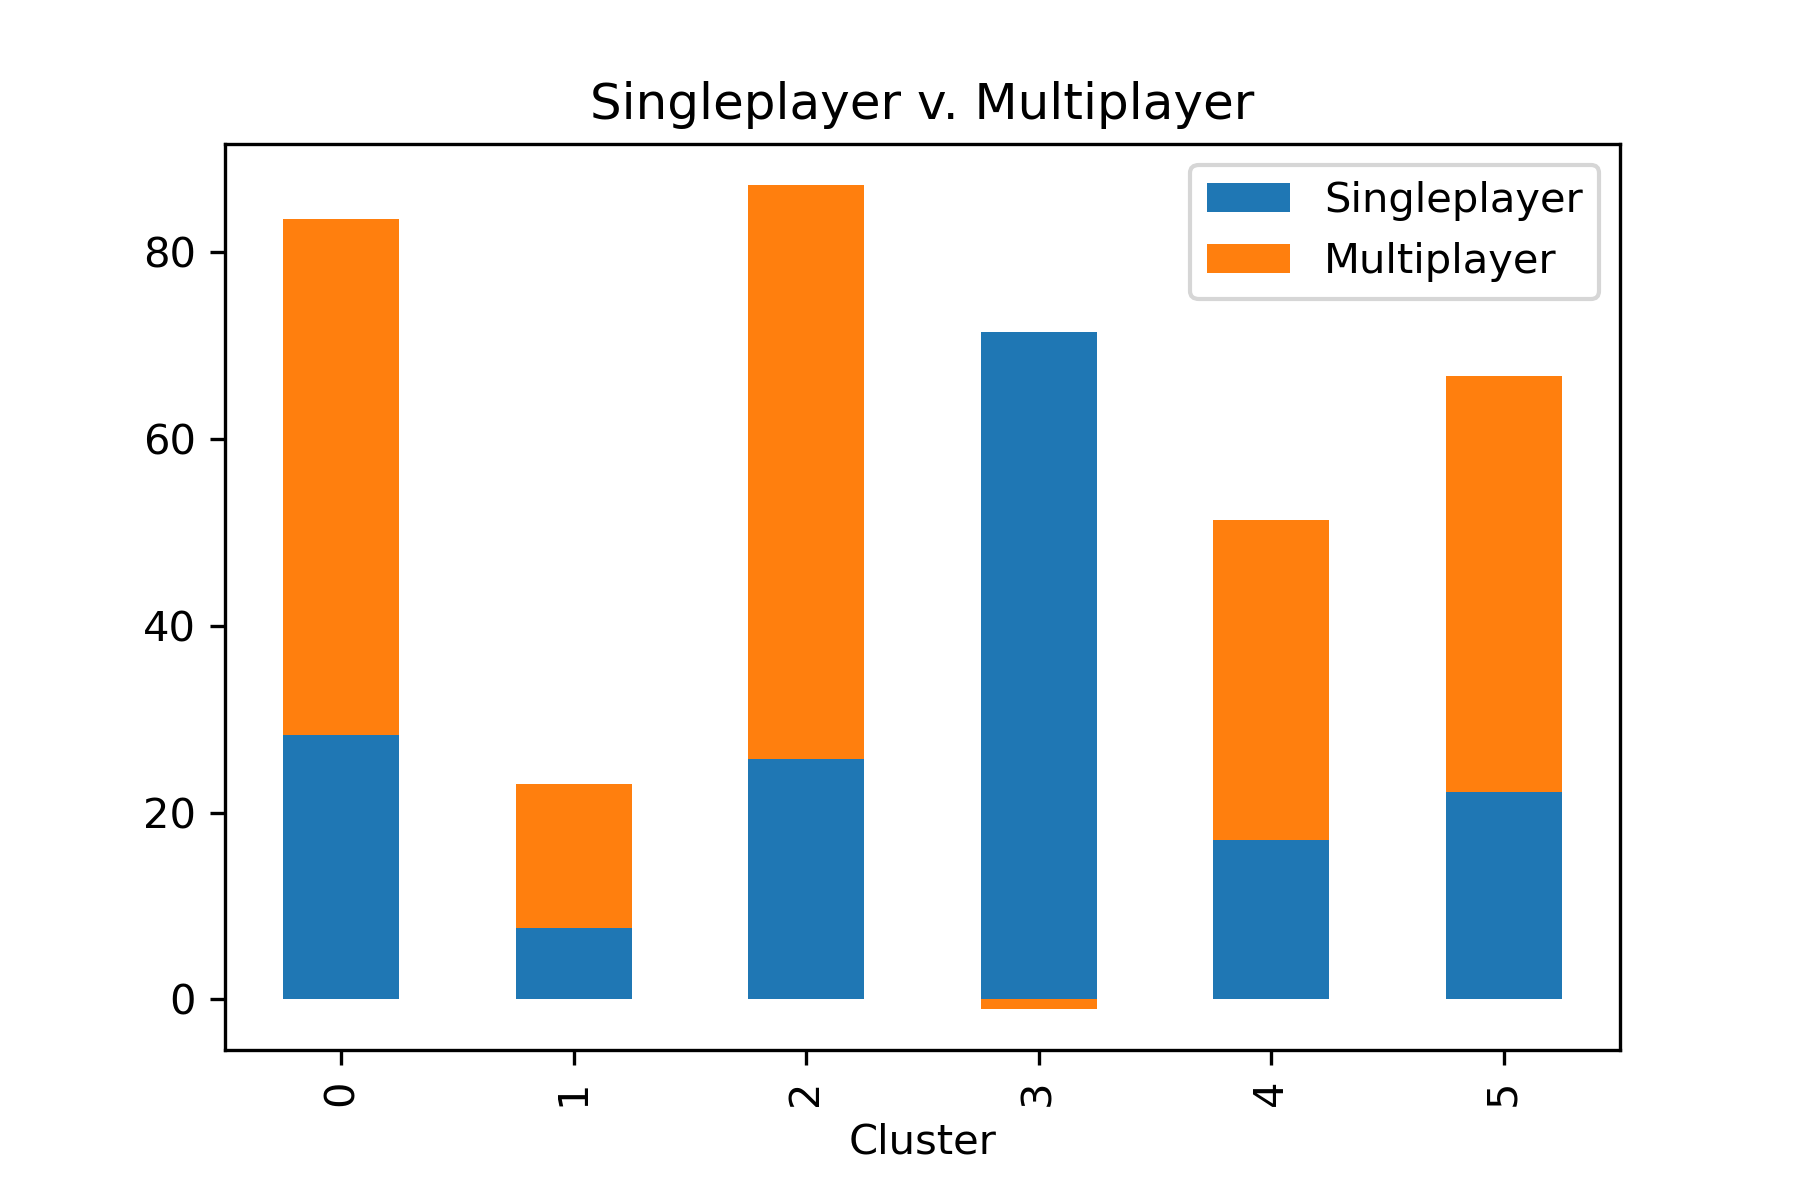 Singleplayer v. Multiplayer
Singleplayer
Multiplayer
80
60
40
20
0
0 1 2 3 4 5
Cluster